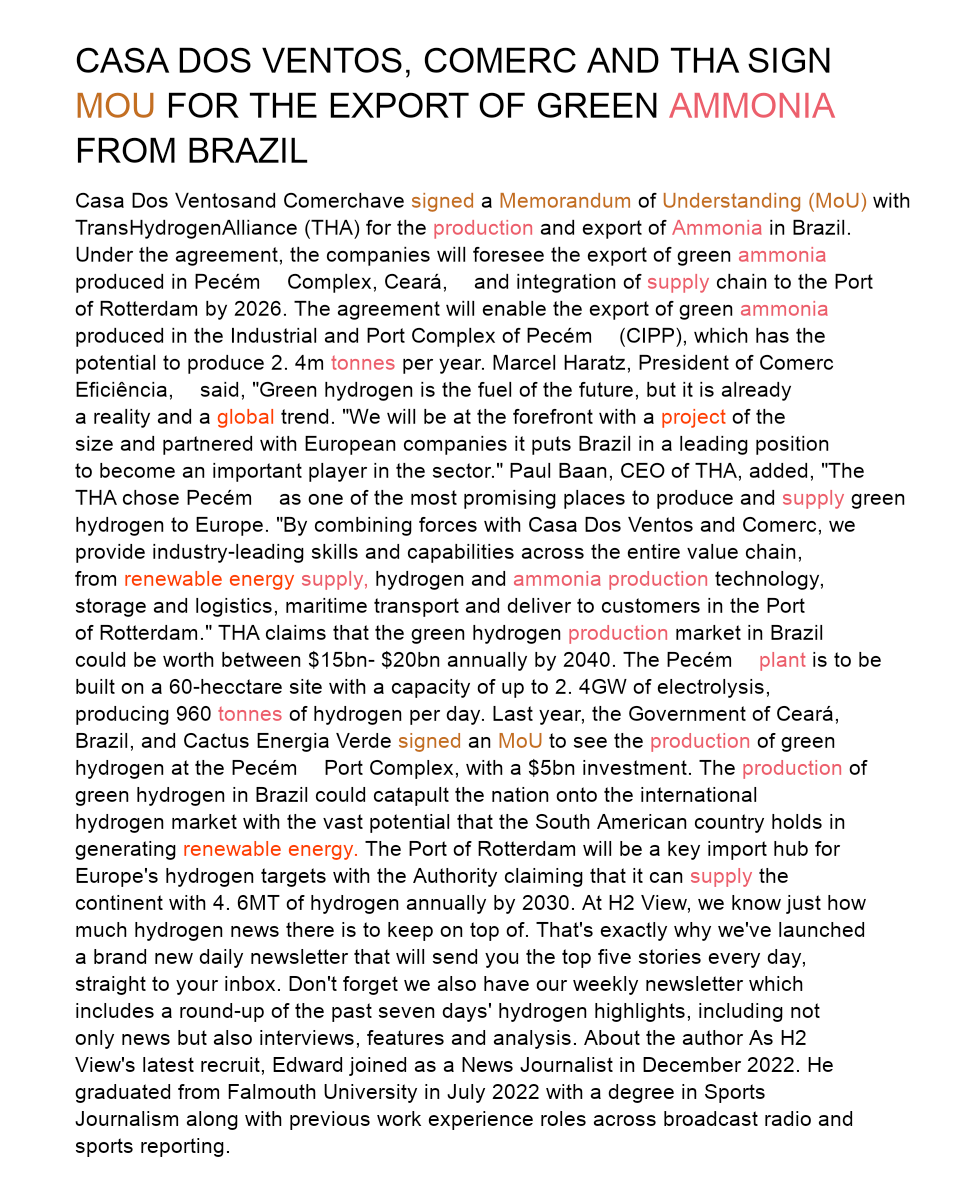 CASA DOS VENTOS, COMERC AND THA SIGN
MOU FOR THE EXPORT OF GREEN AMMONIA
FROM BRAZIL
Casa Dos Ventosand Comerchave signed a Memorandum of Understanding (MoU) with
TransHydrogenAlliance (THA) for the production and export of Ammonia in Brazil.
Under the agreement, the companies will foresee the export of green ammonia
produced in Pecém Complex, Ceará, and integration of supply chain to the Port
of Rotterdam by 2026. The agreement will enable the export of green ammonia
produced in the Industrial and Port Complex of Pecém (CIPP), which has the
potential to produce 2. 4m tonnes per year. Marcel Haratz, President of Comerc
Eficiência, said, "Green hydrogen is the fuel of the future, but it is already
a reality and a global trend. "We will be at the forefront with a project of the
size and partnered with European companies it puts Brazil in a leading position
to become an important player in the sector." Paul Baan, CEO of THA, added, "The
THA chose Pecém as one of the most promising places to produce and supply green
hydrogen to Europe. "By combining forces with Casa Dos Ventos and Comerc, we
provide industry-leading skills and capabilities across the entire value chain,
from renewable energy supply, hydrogen and ammonia production technology,
storage and logistics, maritime transport and deliver to customers in the Port
of Rotterdam." THA claims that the green hydrogen production market in Brazil
could be worth between $15bn- $20bn annually by 2040. The Pecém plant is to be
built on a 60-hecctare site with a capacity of up to 2. 4GW of electrolysis,
producing 960 tonnes of hydrogen per day. Last year, the Government of Ceará,
Brazil, and Cactus Energia Verde signed an MoU to see the production of green
hydrogen at the Pecém Port Complex, with a $5bn investment. The production of
green hydrogen in Brazil could catapult the nation onto the international
hydrogen market with the vast potential that the South American country holds in
generating renewable energy. The Port of Rotterdam will be a key import hub for
Europe's hydrogen targets with the Authority claiming that it can supply the
continent with 4. 6MT of hydrogen annually by 2030. At H2 View, we know just how
much hydrogen news there is to keep on top of. That's exactly why we've launched
a brand new daily newsletter that will send you the top five stories every day,
straight to your inbox. Don't forget we also have our weekly newsletter which
includes a round-up of the past seven days' hydrogen highlights, including not
only news but also interviews, features and analysis. About the author As H2
View's latest recruit, Edward joined as a News Journalist in December 2022. He
graduated from Falmouth University in July 2022 with a degree in Sports
Journalism along with previous work experience roles across broadcast radio and
sports reporting.